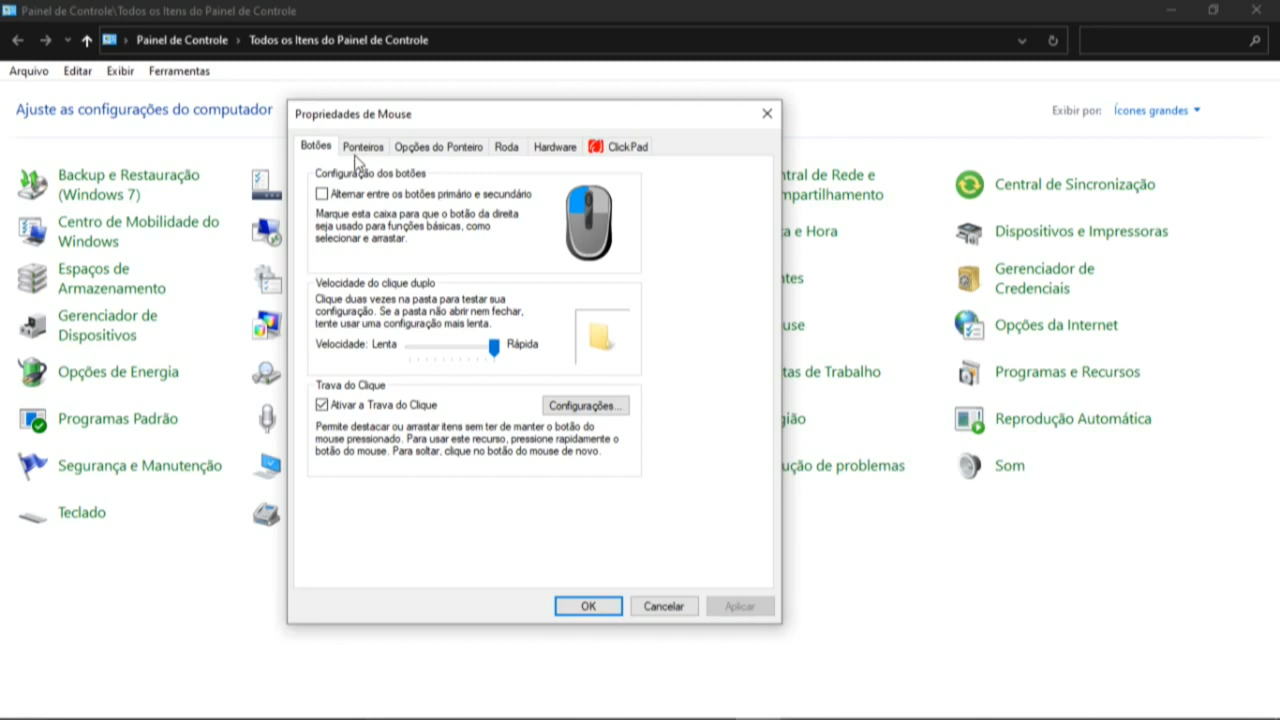 Painel de Controle\Todos os Itens do Painel de Controle
Painel de Controle › Todos os Itens do Painel de Controle
Arquivo Editar Exibir Ferramentas
Ajuste as configurações do computador
Exibir por: Ícones grandes
Backup e Restauração
(Windows 7)
Centro de Mobilidade do
Windows
Espaços de
Armazenamento
Gerenciador de
Dispositivos
Opções de Energia
Programas Padrão
Segurança e Manutenção
Teclado
Propriedades de Mouse
Botões Ponteiros Opções do Ponteiro Roda Hardware ClickPad
Configuração dos botões
Alternar entre os botões primário e secundário
Marque esta caixa para que o botão da direita
seja usado para funções básicas, como
selecionar e arrastar.
Velocidade do clique duplo
Clique duas vezes na pasta para testar sua
configuração. Se a pasta não abrir nem fechar,
tente usar uma configuração mais lenta.
Velocidade: Lenta Rápida
Trava do Clique
Ativar a Trava do Clique
Configurações...
Permite destacar ou arrastar itens sem ter de manter o botão do
mouse pressionado. Para usar este recurso, pressione rapidamente o
botão do mouse. Para soltar, clique no botão do mouse de novo.
OK Cancelar Aplicar
ntral de Rede e
mpartilhamento
a e Hora
ntes
use
tas de Trabalho
gião
ução de problemas
Central de Sincronização
Dispositivos e Impressoras
Gerenciador de
Credenciais
Opções da Internet
Programas e Recursos
Reprodução Automática
Som